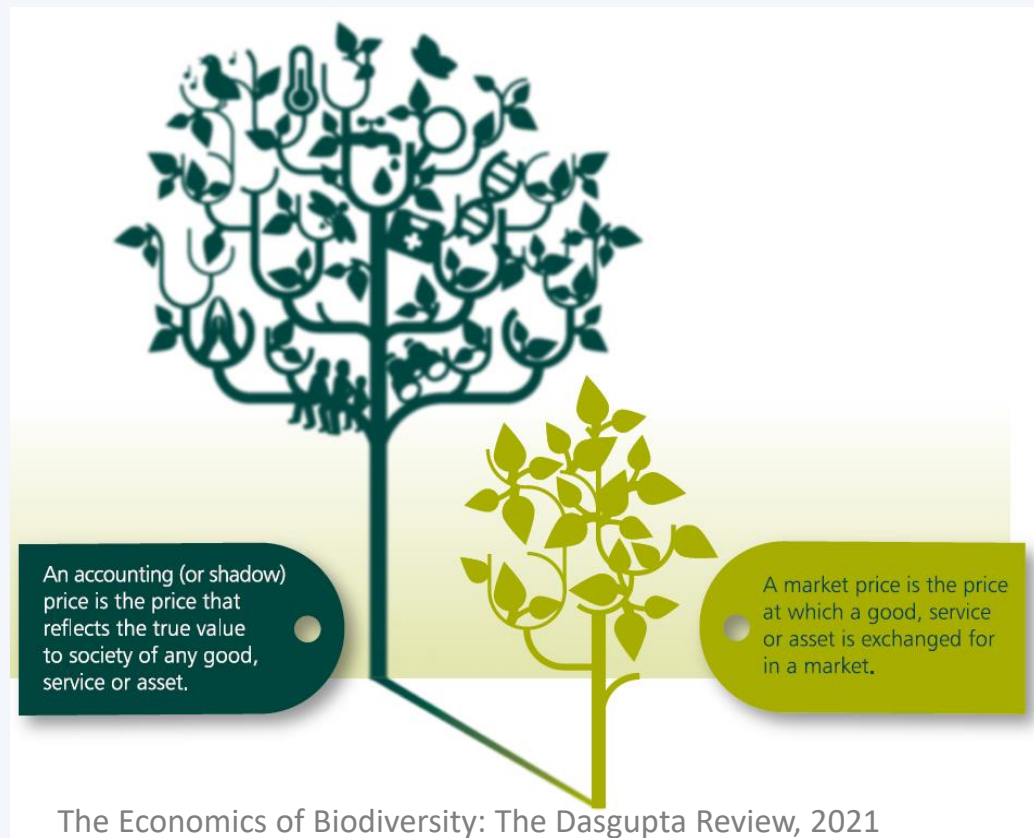 An accounting (or shadow)
price is the price that
reflects the true value
to society of any good,
service or asset.
A market price is the price
at which a good, service
or asset is exchanged for
in a market.
The Economics of Biodiversity: The Dasgupta Review, 2021